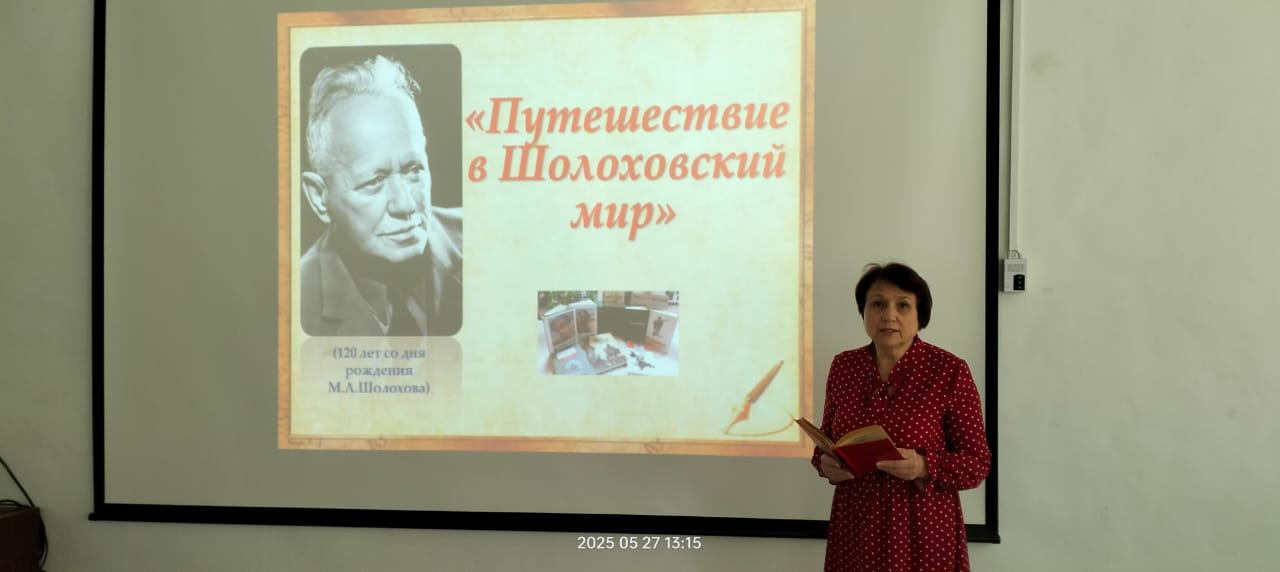 «Путешествие
в Шолоховский
мир»
(120 лет со дня
рождения
М.А.Шолохова)
2025 05 27 13:15